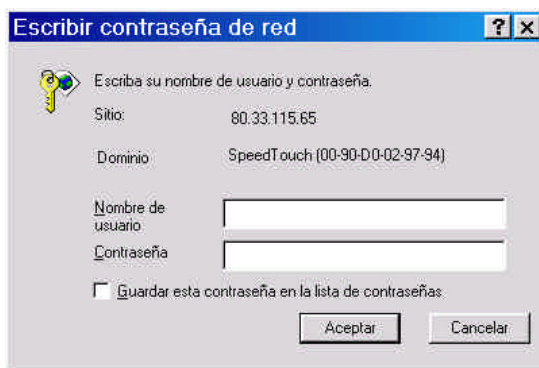 Escribir contraseña de red
Escriba su nombre de usuario y contraseña.
Sitio: 80.33.115.65
Dominio SpeedTouch (00-90-D0-02-97-94)
Nombre de
usuario
Contraseña
Guardar esta contraseña en la lista de contraseñas
Aceptar Cancelar